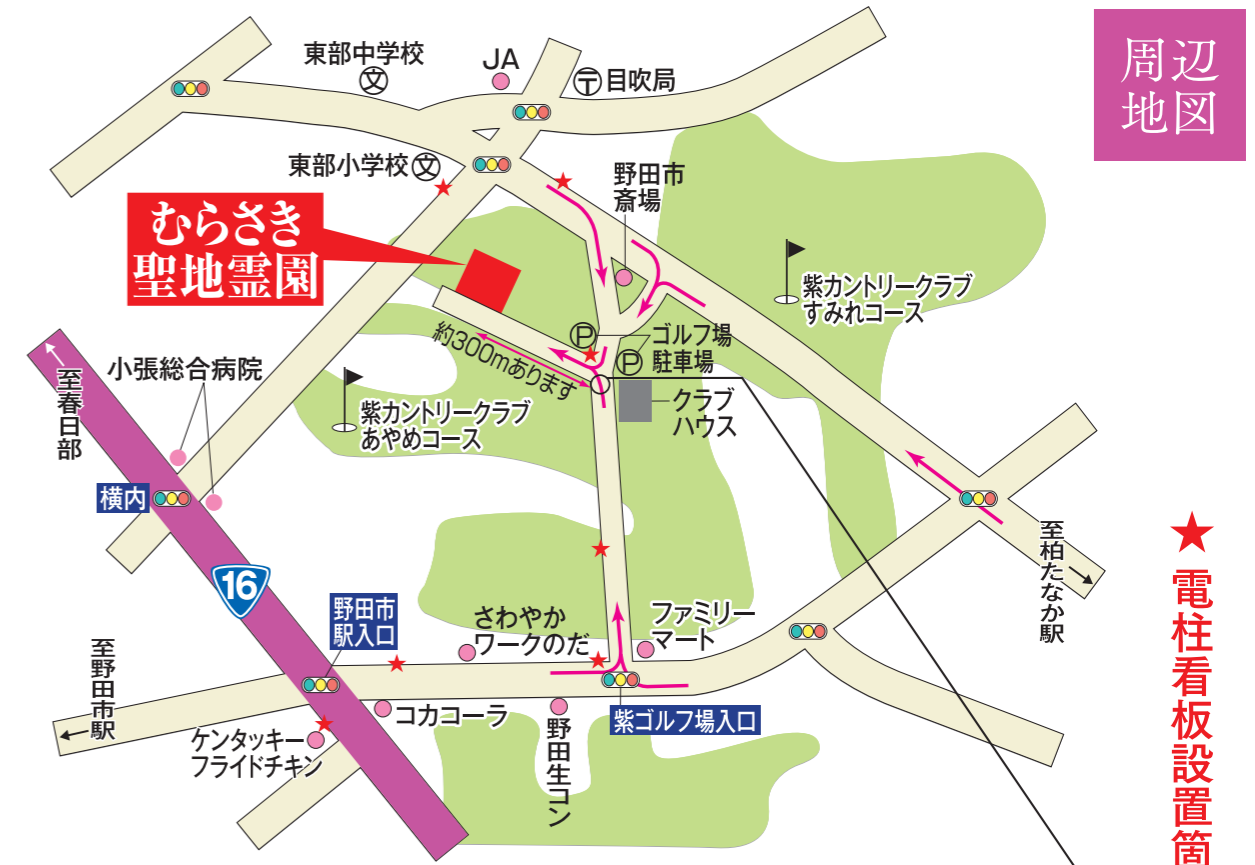 周辺
地図
東部中学校
文
JA
〒
目吹局
東部小学校
文
野田市
斎場
むらさき
聖地霊園
紫カントリークラブ
すみれコース
P
ゴルフ場
駐車場
P
約300mあります
クラブ
ハウス
小張総合病院
至春日部
紫カントリークラブ
あやめコース
横内
16
野田市
駅入口
さわやか
ワークのだ
ファミリー
マート
至柏たなか駅
至野田市駅
コカコーラ
野田生コン
紫ゴルフ場入口
ケンタッキー
フライドチキン
★電柱看板設置箇